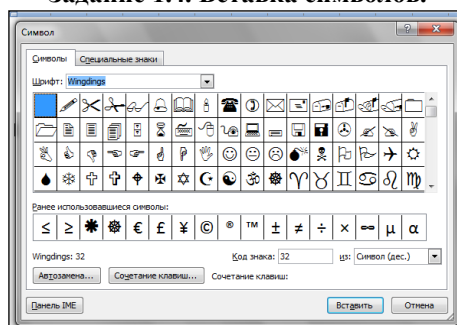 Задание 1.4. Вставка символов.
Символ
Символы Специальные знаки
Шрифт: Wingdings
Ранее использовавшиеся символы:
≤ ≥ ✱ ☸ € £ ¥ © ® ™ ± ≠ ÷ × ∞ µ α
Wingdings: 32 Код знака: 32 из: Символ (дес.)
Автозамена... Сочетание клавиш... Сочетание клавиш:
Панель IME Вставить Отмена